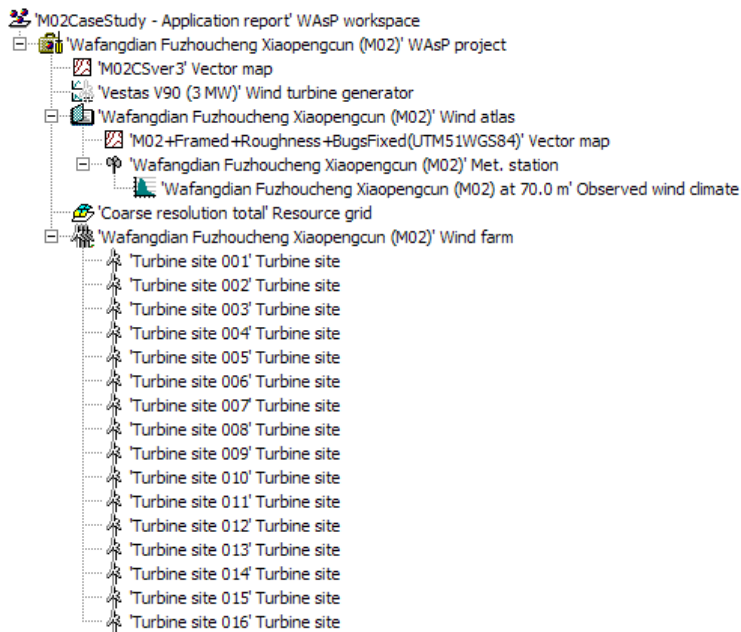 'M02CaseStudy - Application report' WAsP workspace
'Wafangdian Fuzhoucheng Xiaopengcun (M02)' WAsP project
'M02CSver3' Vector map
'Vestas V90 (3 MW)' Wind turbine generator
'Wafangdian Fuzhoucheng Xiaopengcun (M02)' Wind atlas
'M02+Framed+Roughness+BugsFixed(UTM51WGS84)' Vector map
'Wafangdian Fuzhoucheng Xiaopengcun (M02)' Met. station
'Wafangdian Fuzhoucheng Xiaopengcun (M02) at 70.0 m' Observed wind climate
'Coarse resolution total' Resource grid
'Wafangdian Fuzhoucheng Xiaopengcun (M02)' Wind farm
'Turbine site 001' Turbine site
'Turbine site 002' Turbine site
'Turbine site 003' Turbine site
'Turbine site 004' Turbine site
'Turbine site 005' Turbine site
'Turbine site 006' Turbine site
'Turbine site 007' Turbine site
'Turbine site 008' Turbine site
'Turbine site 009' Turbine site
'Turbine site 010' Turbine site
'Turbine site 011' Turbine site
'Turbine site 012' Turbine site
'Turbine site 013' Turbine site
'Turbine site 014' Turbine site
'Turbine site 015' Turbine site
'Turbine site 016' Turbine site